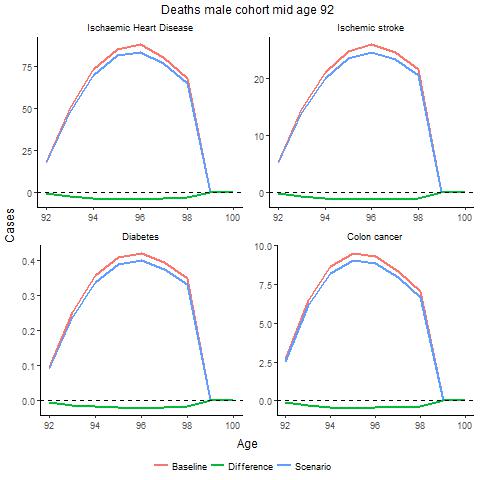 Deaths male cohort mid age 92
Ischaemic Heart Disease
Ischemic stroke
75
50
25
0
92 94 96 98 100
20
10
0
92 94 96 98 100
Cases
Diabetes
Colon cancer
0.4
0.3
0.2
0.1
0.0
92 94 96 98 100
10.0
7.5
5.0
2.5
0.0
92 94 96 98 100
Age
Baseline Difference Scenario